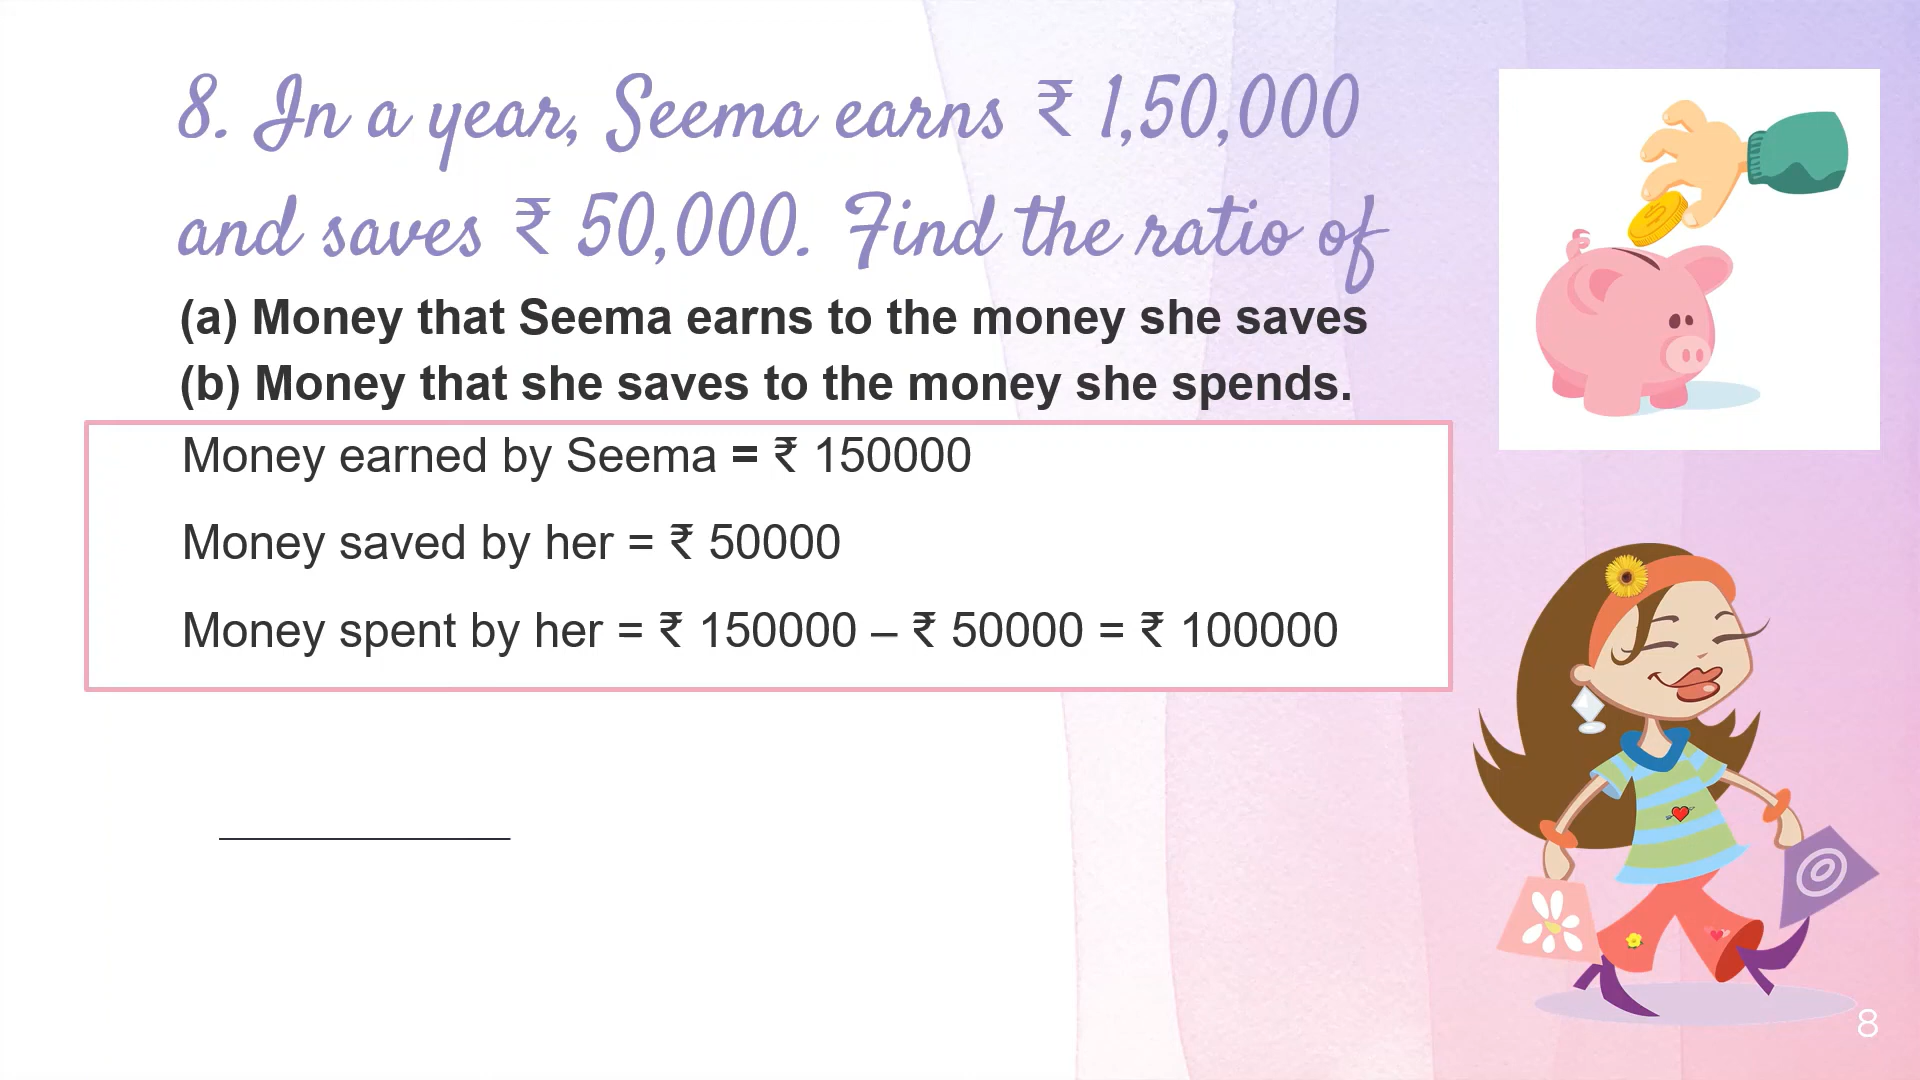 8. In a year, Seema earns ₹ 1,50,000
and saves ₹ 50,000. Find the ratio of
(a) Money that Seema earns to the money she saves
(b) Money that she saves to the money she spends.
Money earned by Seema = ₹ 150000
Money saved by her = ₹ 50000
Money spent by her = ₹ 150000 – ₹ 50000 = ₹ 100000
8